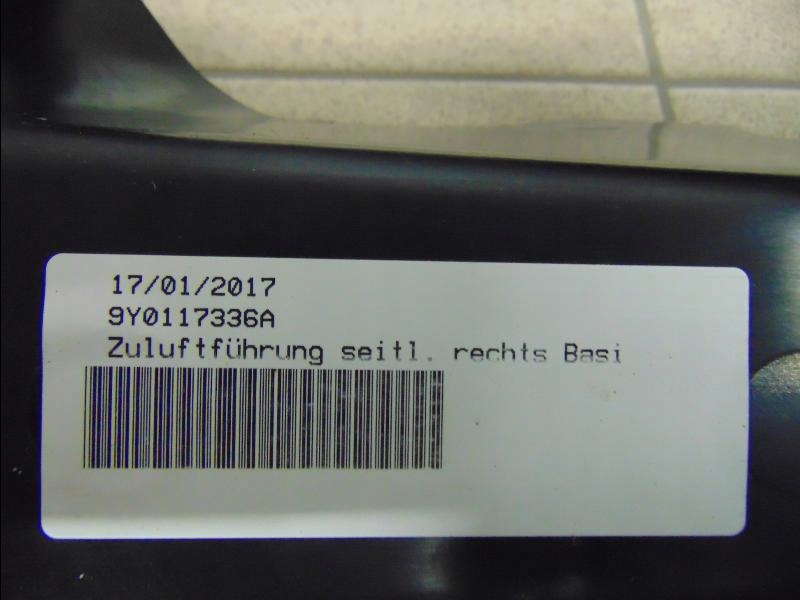 17/01/2017
9Y0117336A
Zuluftführung seitl. rechts Basi